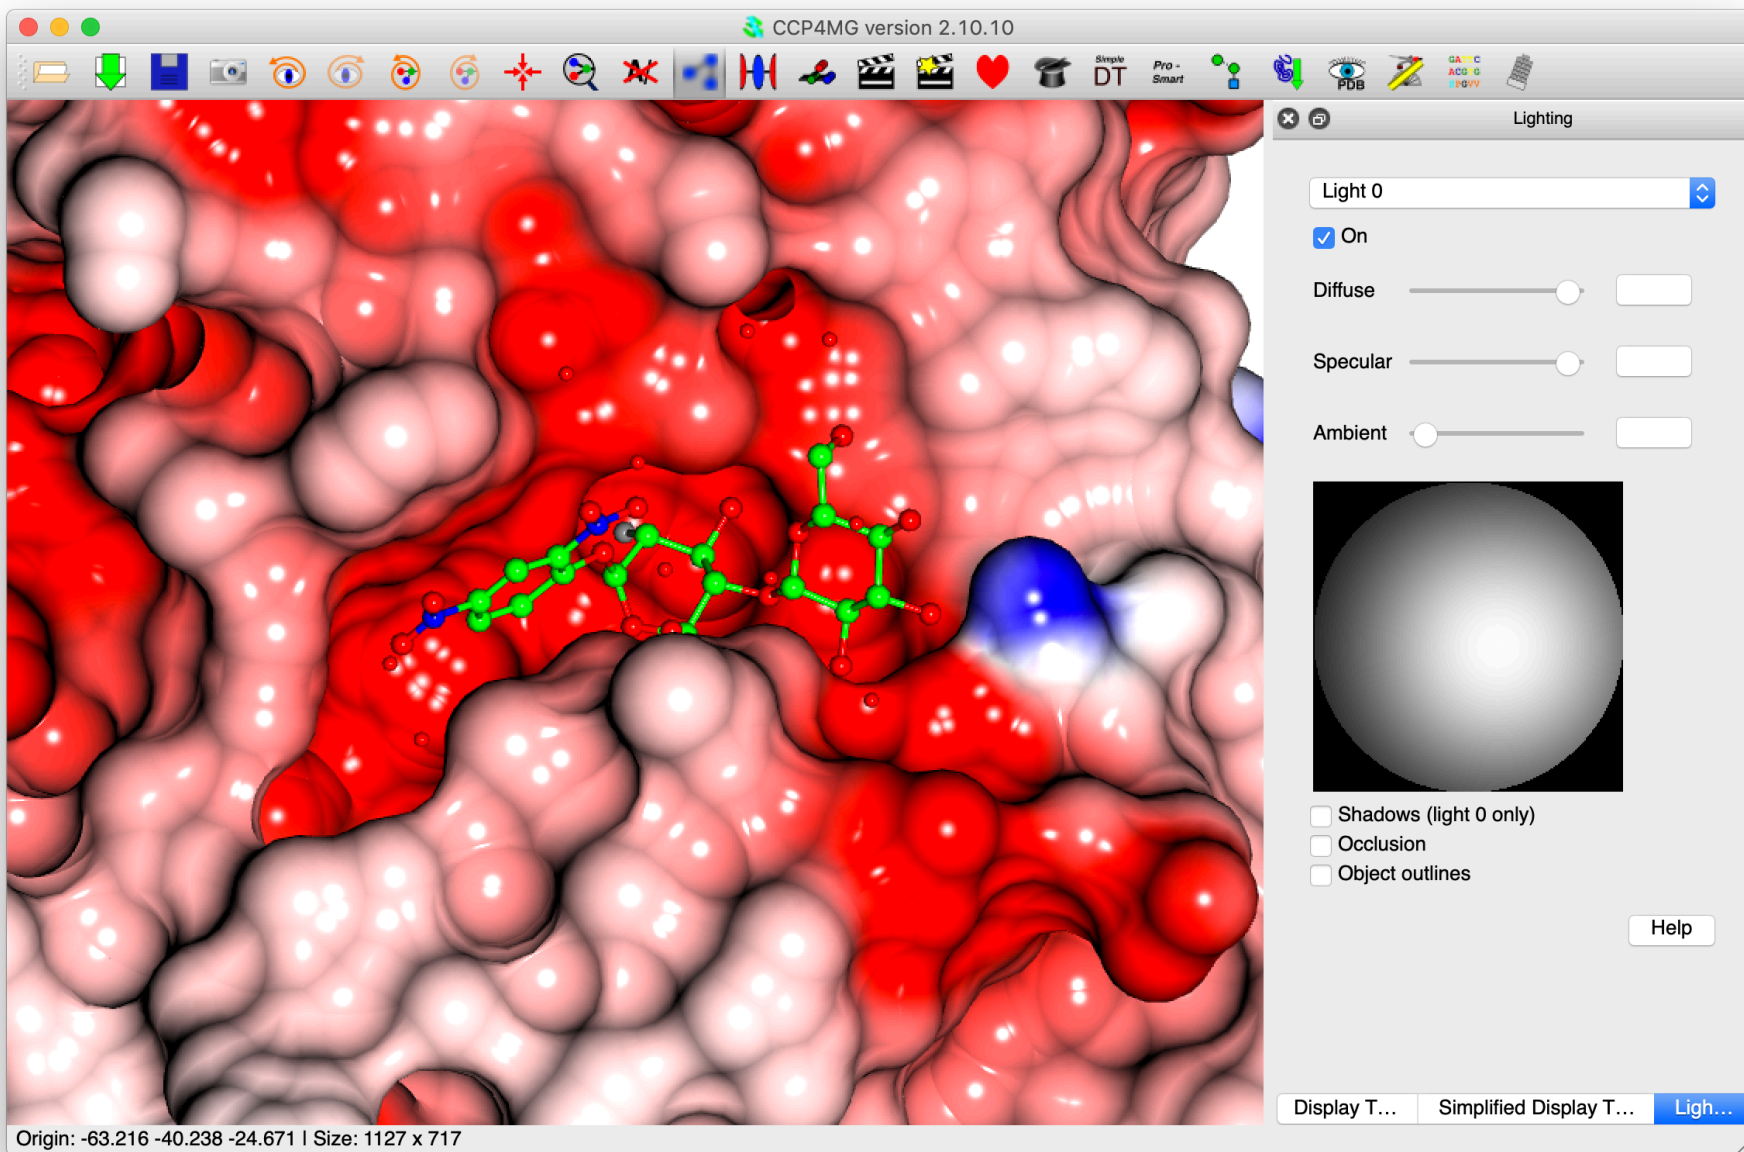 CCP4MG version 2.10.10
Simple
DT
Pro -
Smart
PDB
Lighting
Light 0
On
Diffuse
Specular
Ambient
Shadows (light 0 only)
Occlusion
Object outlines
Help
Display T... Simplified Display T... Ligh...
Origin: -63.216 -40.238 -24.671 | Size: 1127 x 717